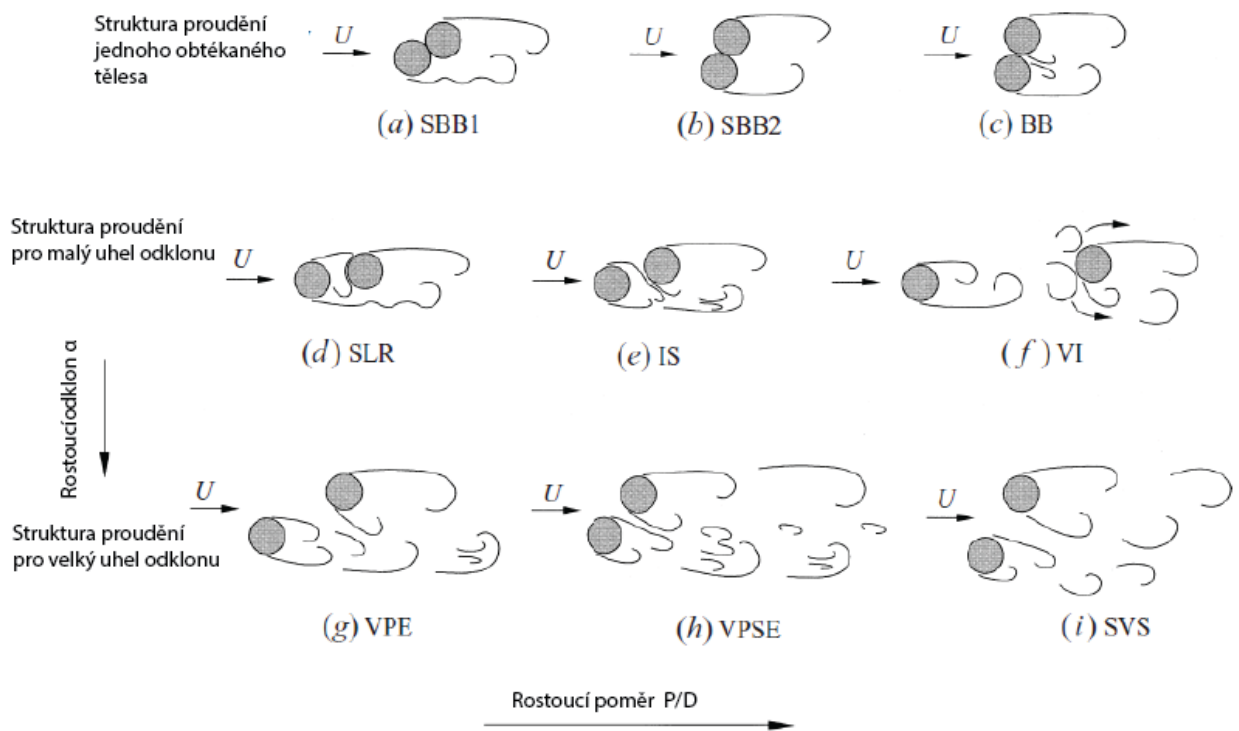 Struktura proudění
jednoho obtékaného
tělesa
U
U
U
(a) SBB1
(b) SBB2
(c) BB
Struktura proudění
pro malý uhel odklonu
U
U
U
(d) SLR
(e) IS
(f) VI
Rostoucíodklon α
Struktura proudění
pro velký uhel odklonu
U
U
U
(g) VPE
(h) VPSE
(i) SVS
Rostoucí poměr P/D